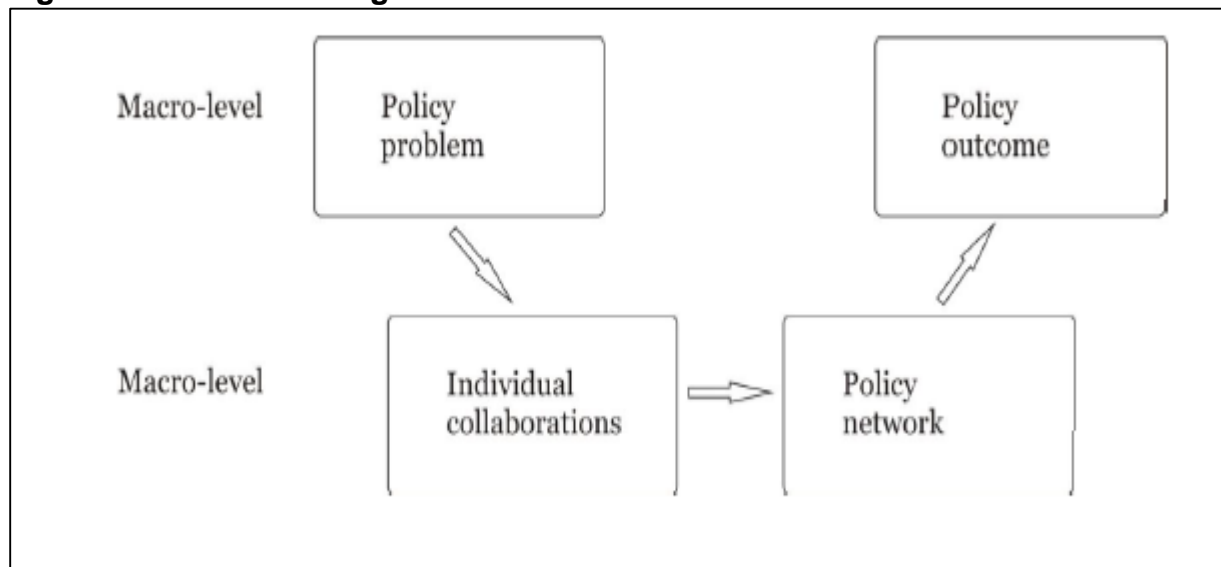 Macro-level
Policy
problem
Policy
outcome
Macro-level
Individual
collaborations
Policy
network